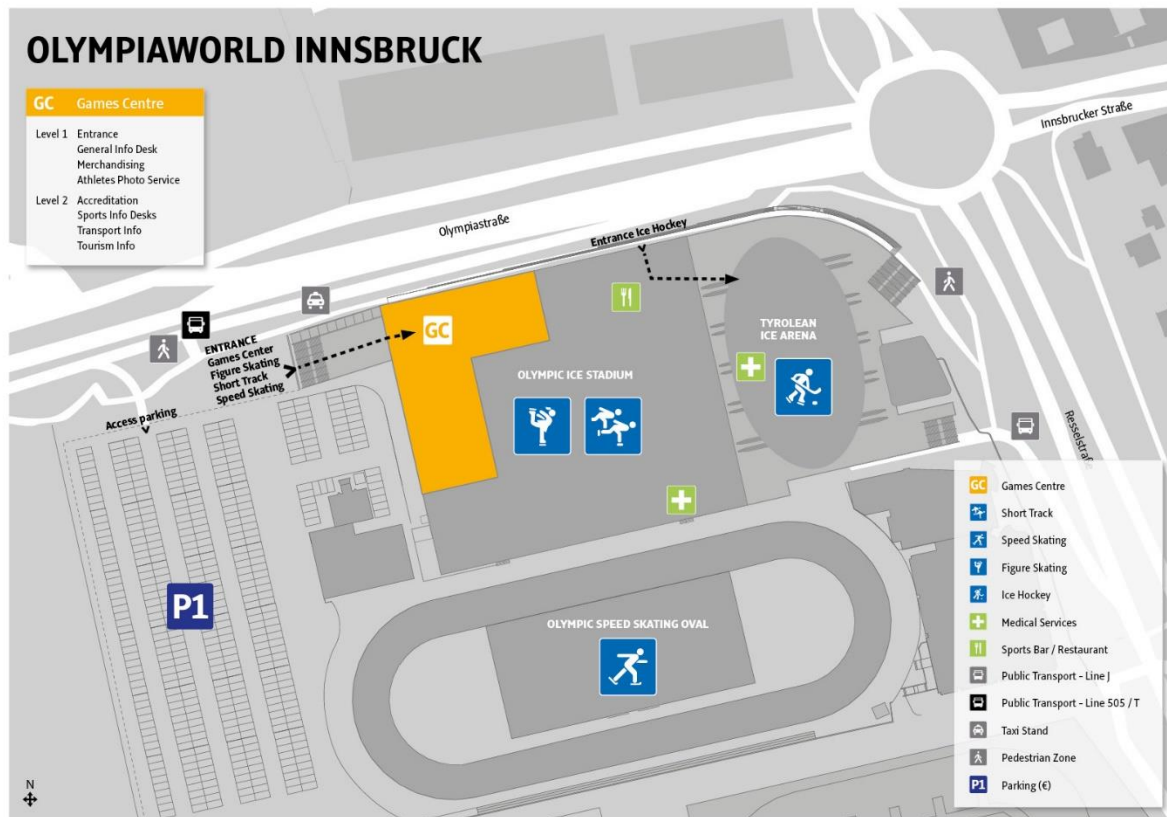 OLYMPIAWORLD INNSBRUCK
GC Games Centre
Level 1 Entrance
General Info Desk
Merchandising
Athletes Photo Service
Level 2 Accreditation
Sports Info Desks
Transport Info
Tourism Info
Innsbrucker Straße
Olympiastraße
Entrance Ice Hockey
ENTRANCE
Games Center
Figure Skating
Short Track
Speed Skating
GC
TYROLEAN
ICE ARENA
OLYMPIC ICE STADIUM
Access parking
Resselstraße
P1
OLYMPIC SPEED SKATING OVAL
GC Games Centre
Short Track
Speed Skating
Figure Skating
Ice Hockey
Medical Services
Sports Bar / Restaurant
Public Transport - Line J
Public Transport - Line 505 / T
Taxi Stand
Pedestrian Zone
P1 Parking (€)
N